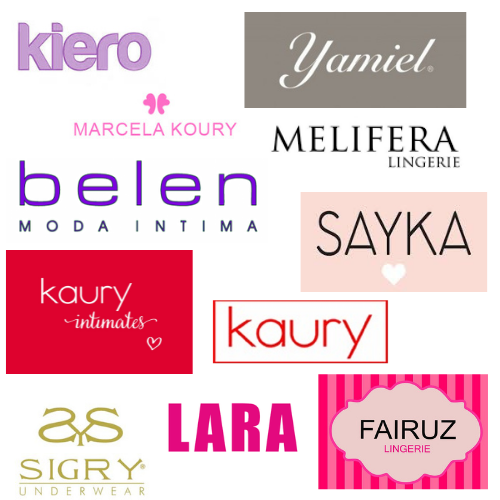 kiero
Yamiel®
MARCELA KOURY
MELIFERA
LINGERIE
belen
MODA INTIMA
SAYKA
kaury
intimates
kaury
SIGRY®
UNDERWEAR
LARA
FAIRUZ
LINGERIE